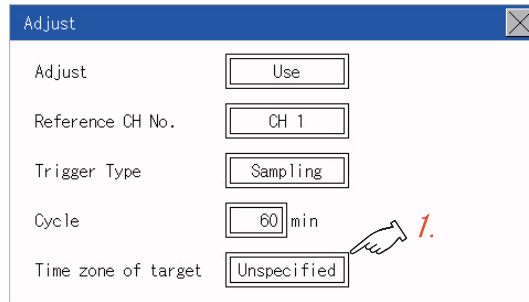 Adjust
Adjust Use
Reference CH No. CH 1
Trigger Type Sampling
Cycle 60 min
1.
Time zone of target Unspecified